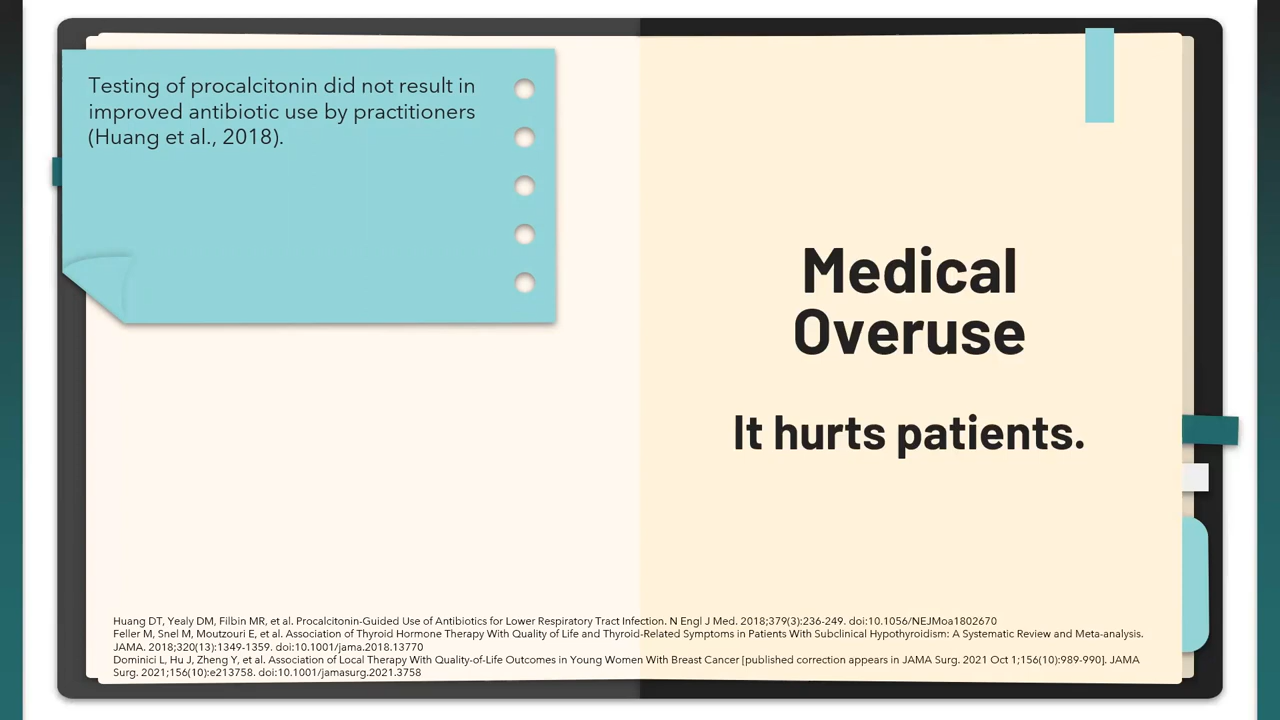 Testing of procalcitonin did not result in
improved antibiotic use by practitioners
(Huang et al., 2018).
Medical
Overuse
It hurts patients.
Huang DT, Yealy DM, Filbin MR, et al. Procalcitonin-Guided Use of Antibiotics for Lower Respiratory Tract Infection. N Engl J Med. 2018;379(3):236-249. doi:10.1056/NEJMoa1802670
Feller M, Snel M, Moutzouri E, et al. Association of Thyroid Hormone Therapy With Quality of Life and Thyroid-Related Symptoms in Patients With Subclinical Hypothyroidism: A Systematic Review and Meta-analysis.
JAMA. 2018;320(13):1349-1359. doi:10.1001/jama.2018.13770
Dominici L, Hu J, Zheng Y, et al. Association of Local Therapy With Quality-of-Life Outcomes in Young Women With Breast Cancer [published correction appears in JAMA Surg. 2021 Oct 1;156(10):989-990]. JAMA
Surg. 2021;156(10):e213758. doi:10.1001/jamasurg.2021.3758